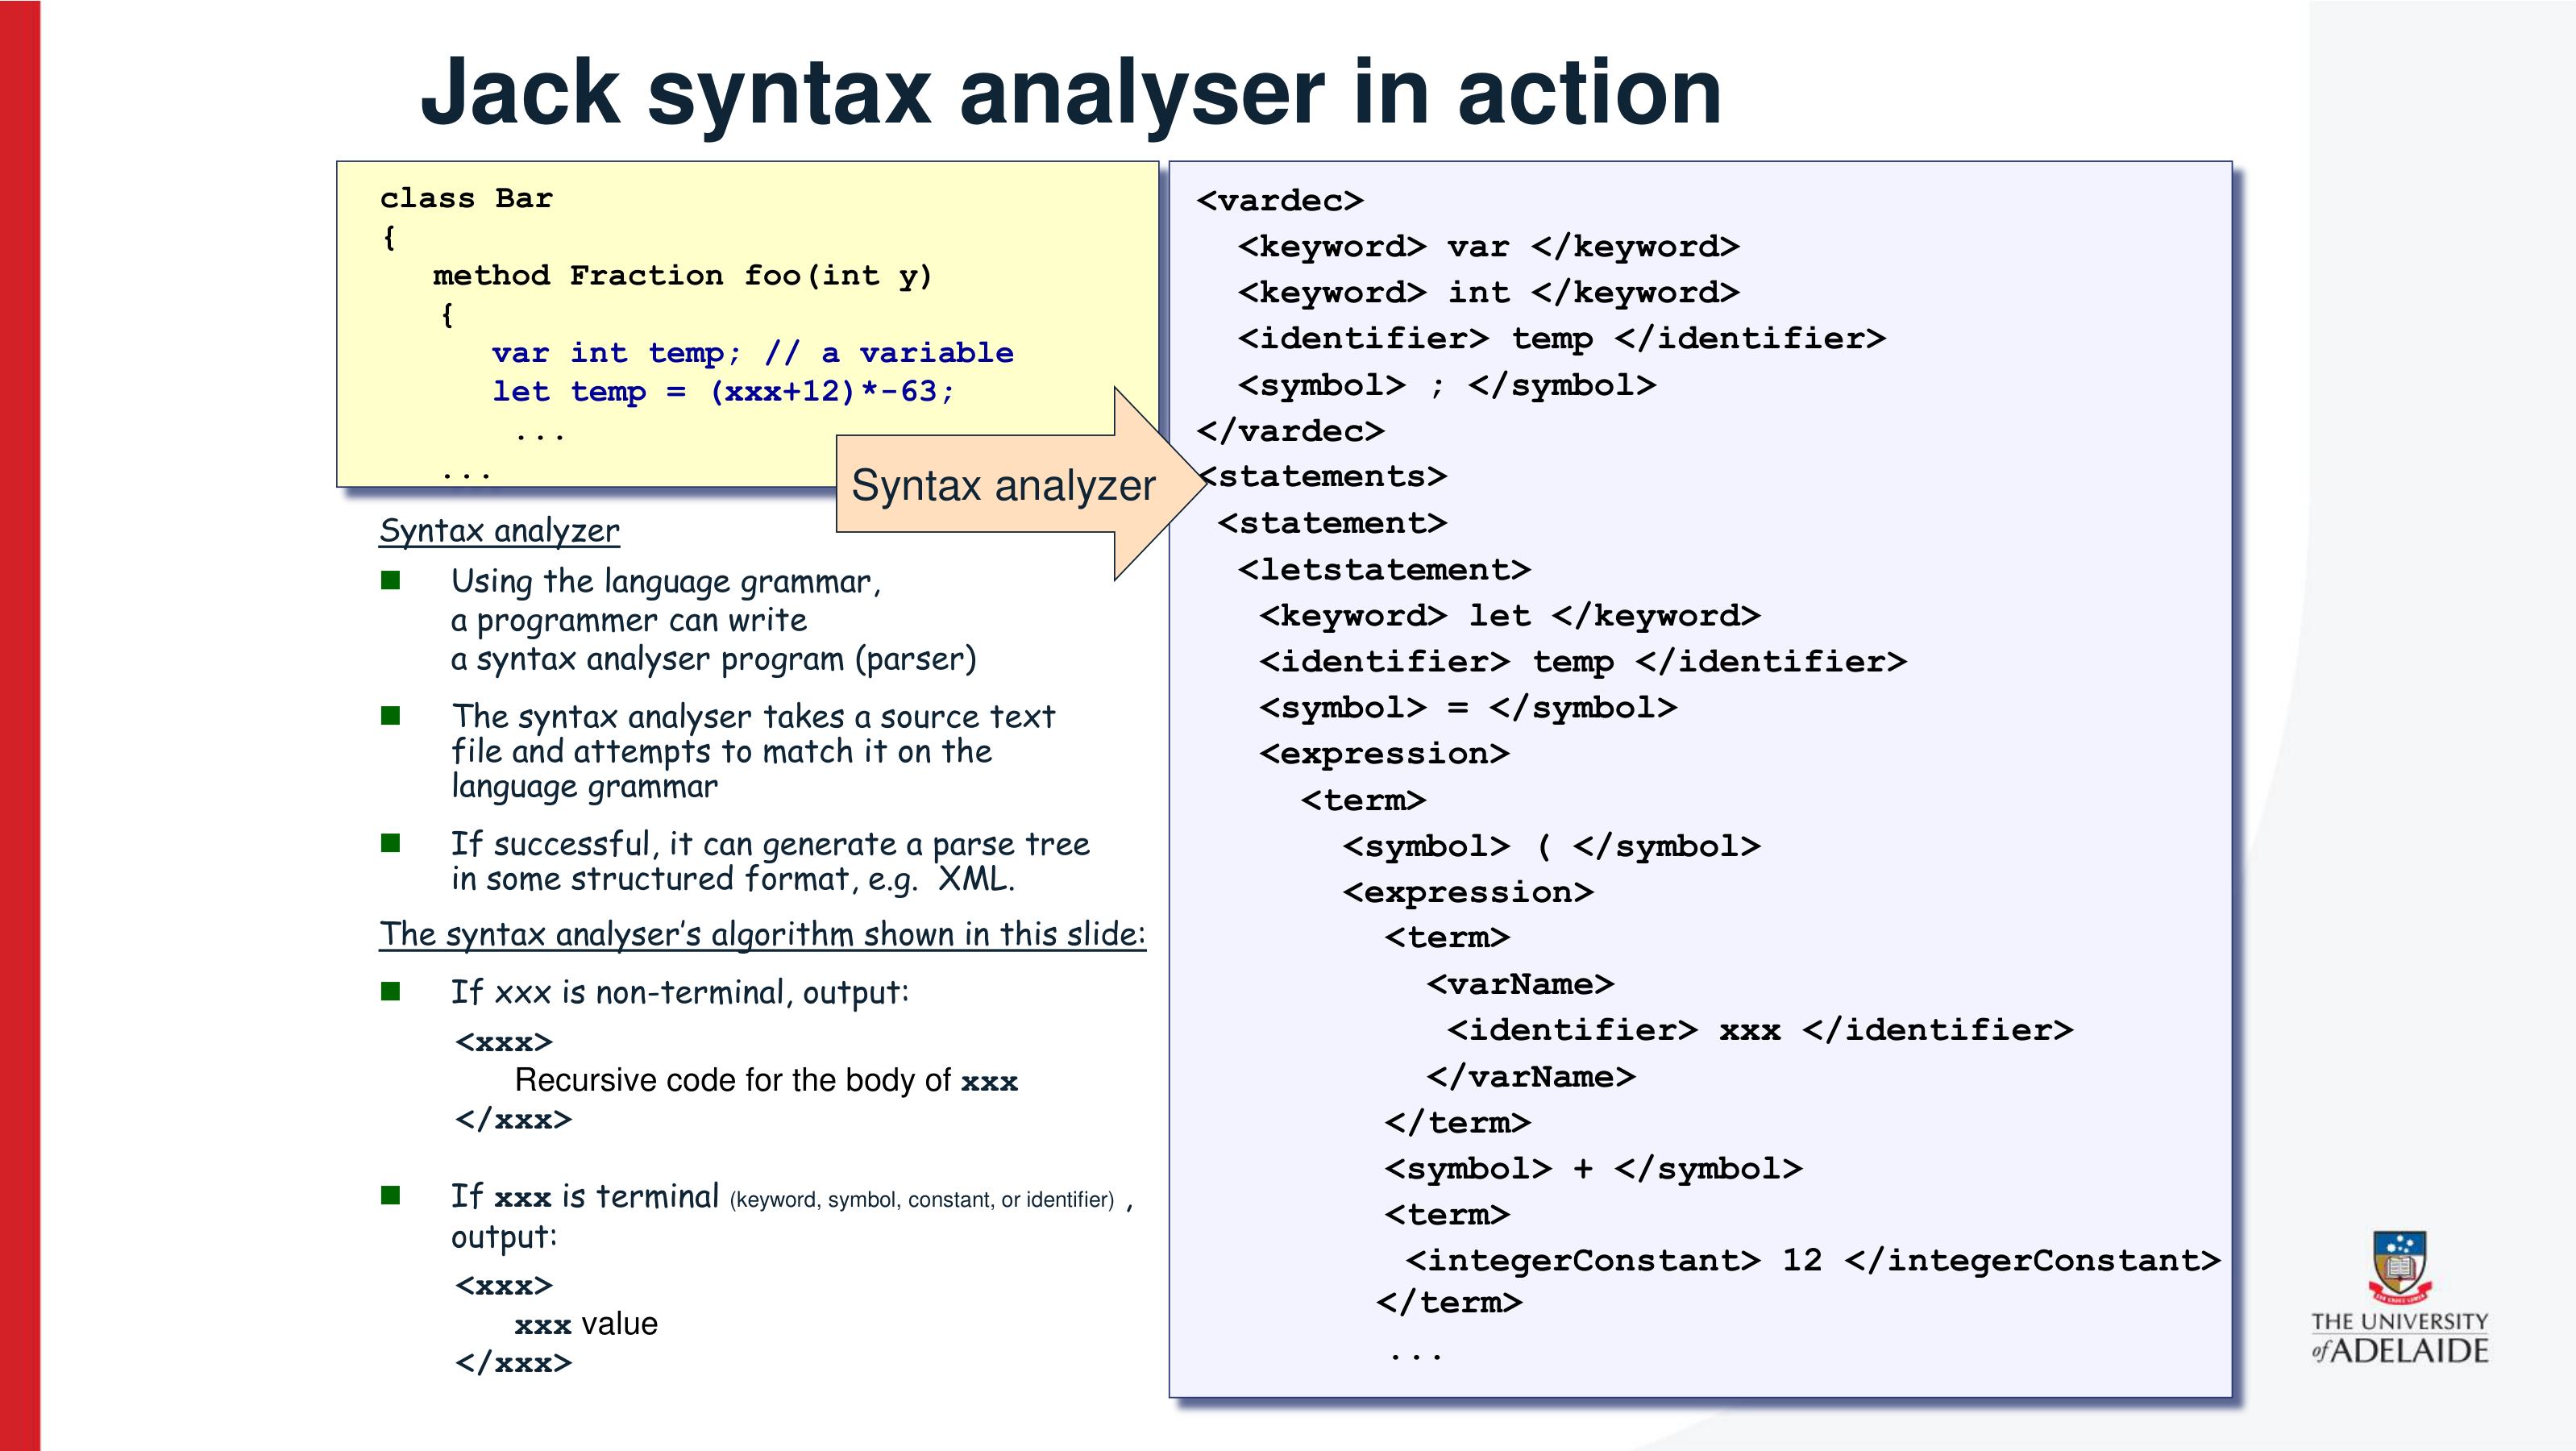 Jack syntax analyser in action
class Bar
{
method Fraction foo(int y)
{
var int temp; // a variable
let temp = (xxx+12)*-63;
...
...
Syntax analyzer
Syntax analyzer
Using the language grammar,
a programmer can write
a syntax analyser program (parser)
The syntax analyser takes a source text
file and attempts to match it on the
language grammar
If successful, it can generate a parse tree
in some structured format, e.g. XML.
The syntax analyser's algorithm shown in this slide:
If xxx is non-terminal, output:
<xxx>
Recursive code for the body of xxx
</xxx>
If xxx is terminal (keyword, symbol, constant, or identifier) ,
output:
<xxx>
xxx value
</xxx>
<vardec>
<keyword> var </keyword>
<keyword> int </keyword>
<identifier> temp </identifier>
<symbol> ; </symbol>
</vardec>
<statements>
<statement>
<letstatement>
<keyword> let </keyword>
<identifier> temp </identifier>
<symbol> = </symbol>
<expression>
<term>
<symbol> ( </symbol>
<expression>
<term>
<varName>
<identifier> xxx </identifier>
</varName>
</term>
<symbol> + </symbol>
<term>
<integerConstant> 12 </integerConstant>
</term>
...
THE UNIVERSITY
of ADELAIDE